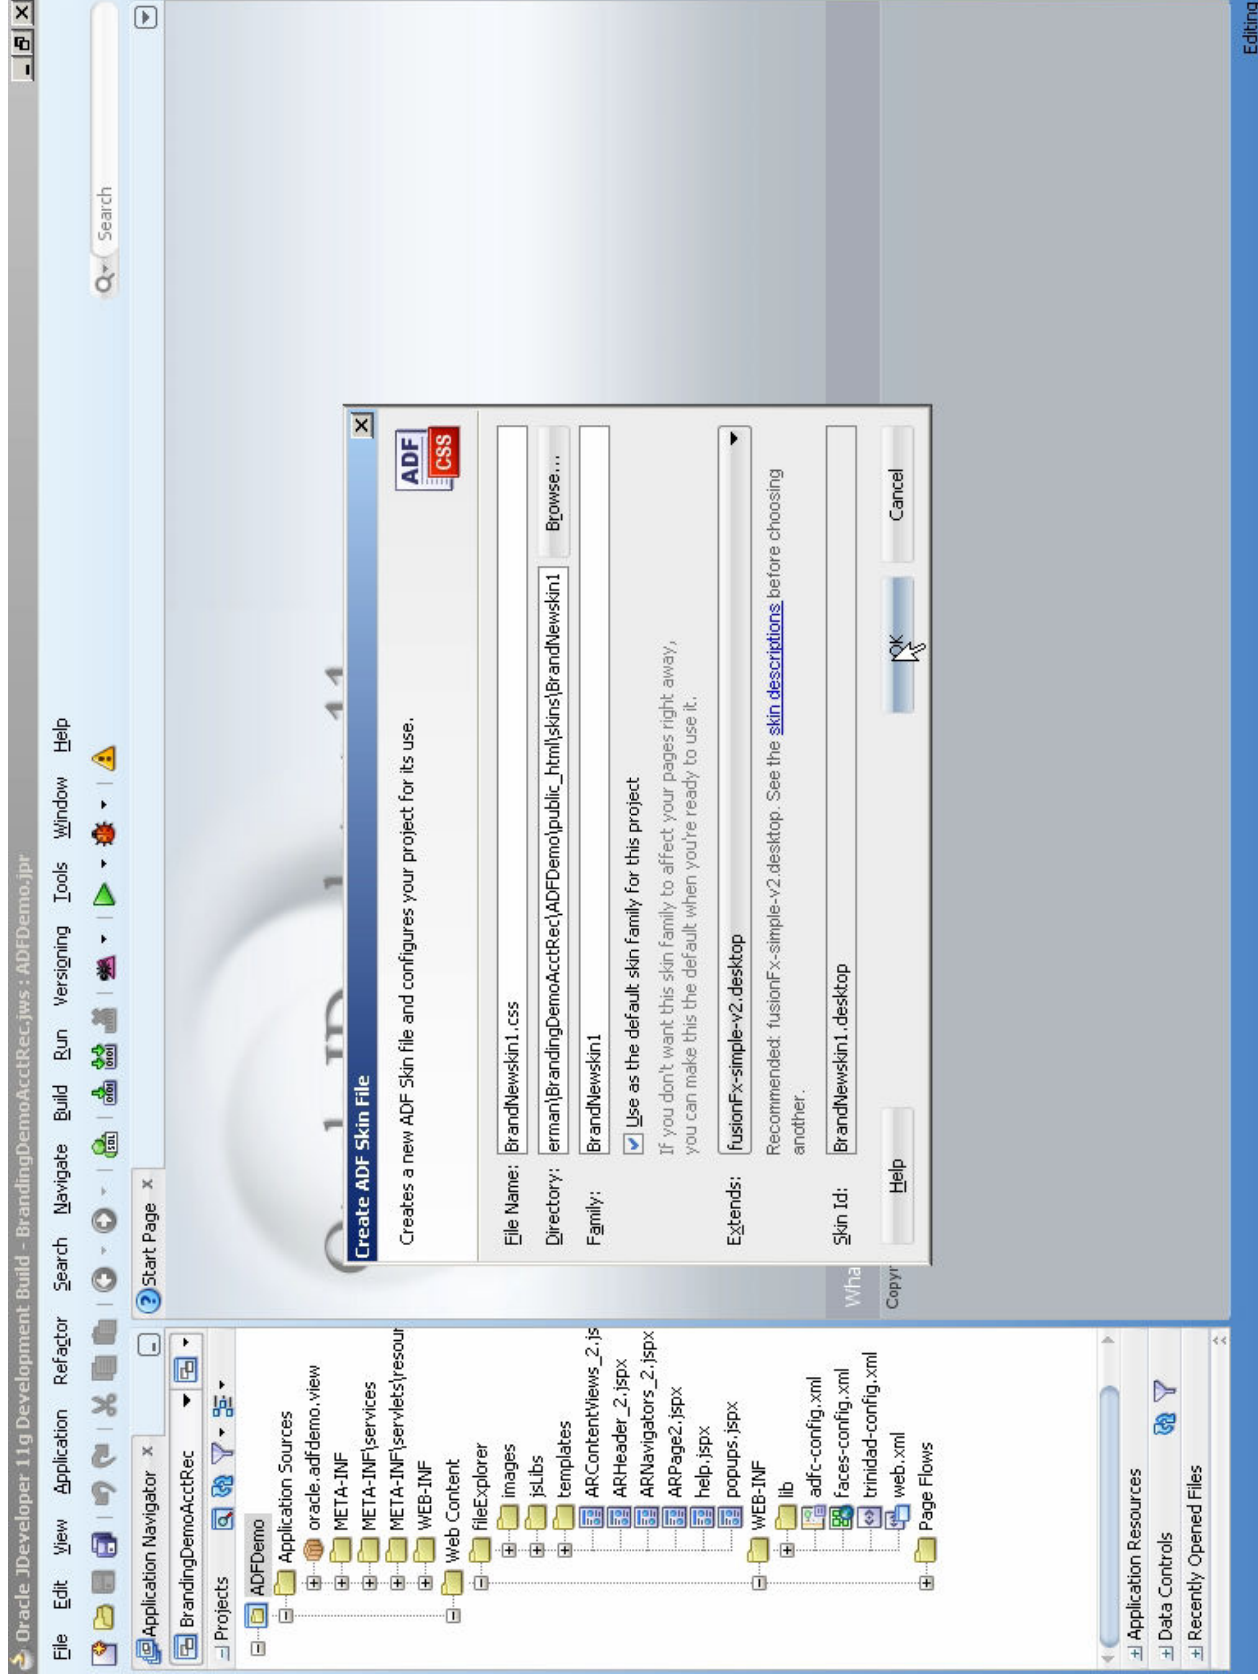 Oracle JDeveloper 11g Development Build - BrandingDemoAcctRec.jws : ADFDemo.jpr
File Edit View Application Refactor Search Navigate Build Run Versigning Tools Window Help
Search
Application Navigator
Start Page
BrandingDemoAcctRec
Projects
ADFDemo
Application Sources
oracle.adfdemo.view
META-INF
META-INF\services
META-INF\servlets\resour
WEB-INF
Web Content
fileExplorer
images
jsLibs
templates
ARContentViews_2.js
ARHeader_2.jspx
ARNavigators_2.jspx
ARPage2.jspx
help.jspx
popups.jspx
WEB-INF
lib
adfc-config.xml
faces-config.xml
trinidad-config.xml
web.xml
Page Flows
Application Resources
Data Controls
Recently Opened Files
Create ADF Skin File
Creates a new ADF Skin file and configures your project for its use.
ADF
CSS
File Name: BrandNewskin1.css
Directory: erman\BrandingDemoAcctRec\ADFDemo\public_html\skins\BrandNewskin1 Browse...
Family: BrandNewskin1
Use as the default skin family for this project
If you don't want this skin family to affect your pages right away,
you can make this the default when you're ready to use it.
Extends: fusionFx-simple-v2.desktop
Recommended: fusionFx-simple-v2.desktop. See the skin descriptions before choosing
another.
Skin Id: BrandNewskin1.desktop
Help OK Cancel
Wha
Copyr
Editing